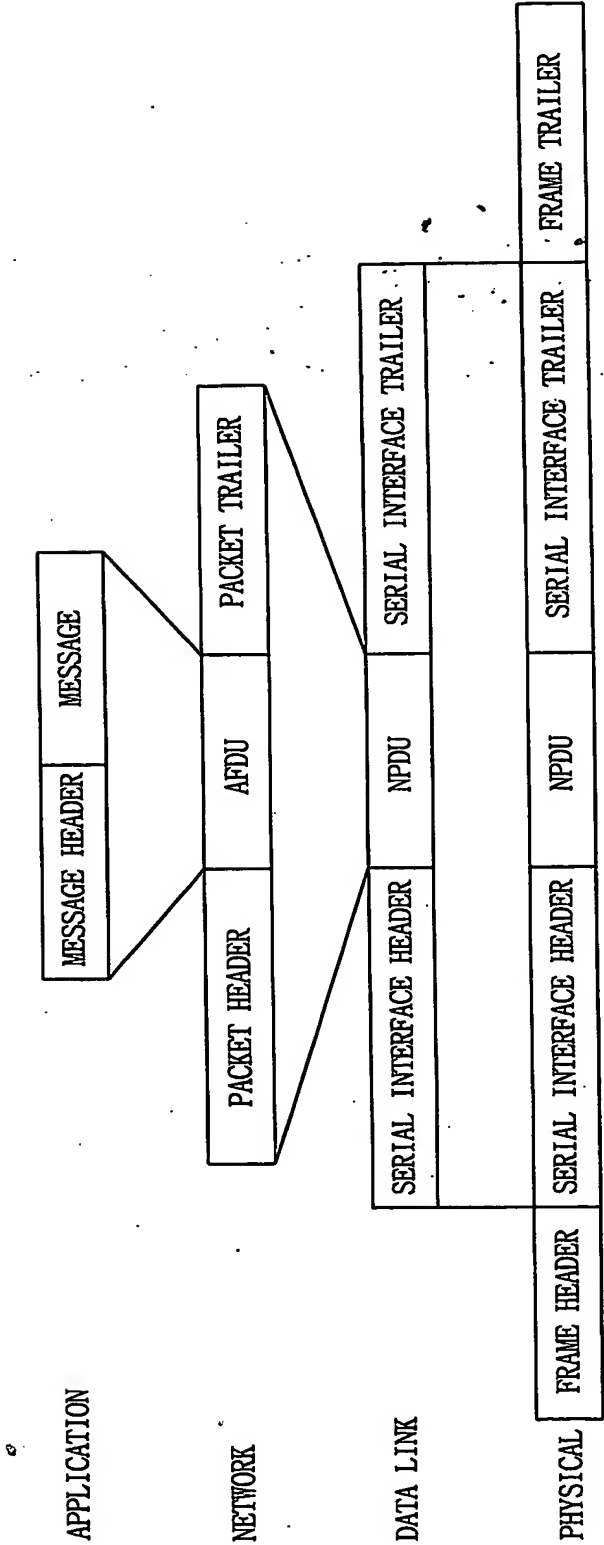 APPLICATION
MESSAGE HEADER MESSAGE
NETWORK
PACKET HEADER AFDU PACKET TRAILER
DATA LINK
SERIAL INTERFACE HEADER NPDU SERIAL INTERFACE TRAILER
PHYSICAL
FRAME HEADER SERIAL INTERFACE HEADER NPDU SERIAL INTERFACE TRAILER FRAME TRAILER